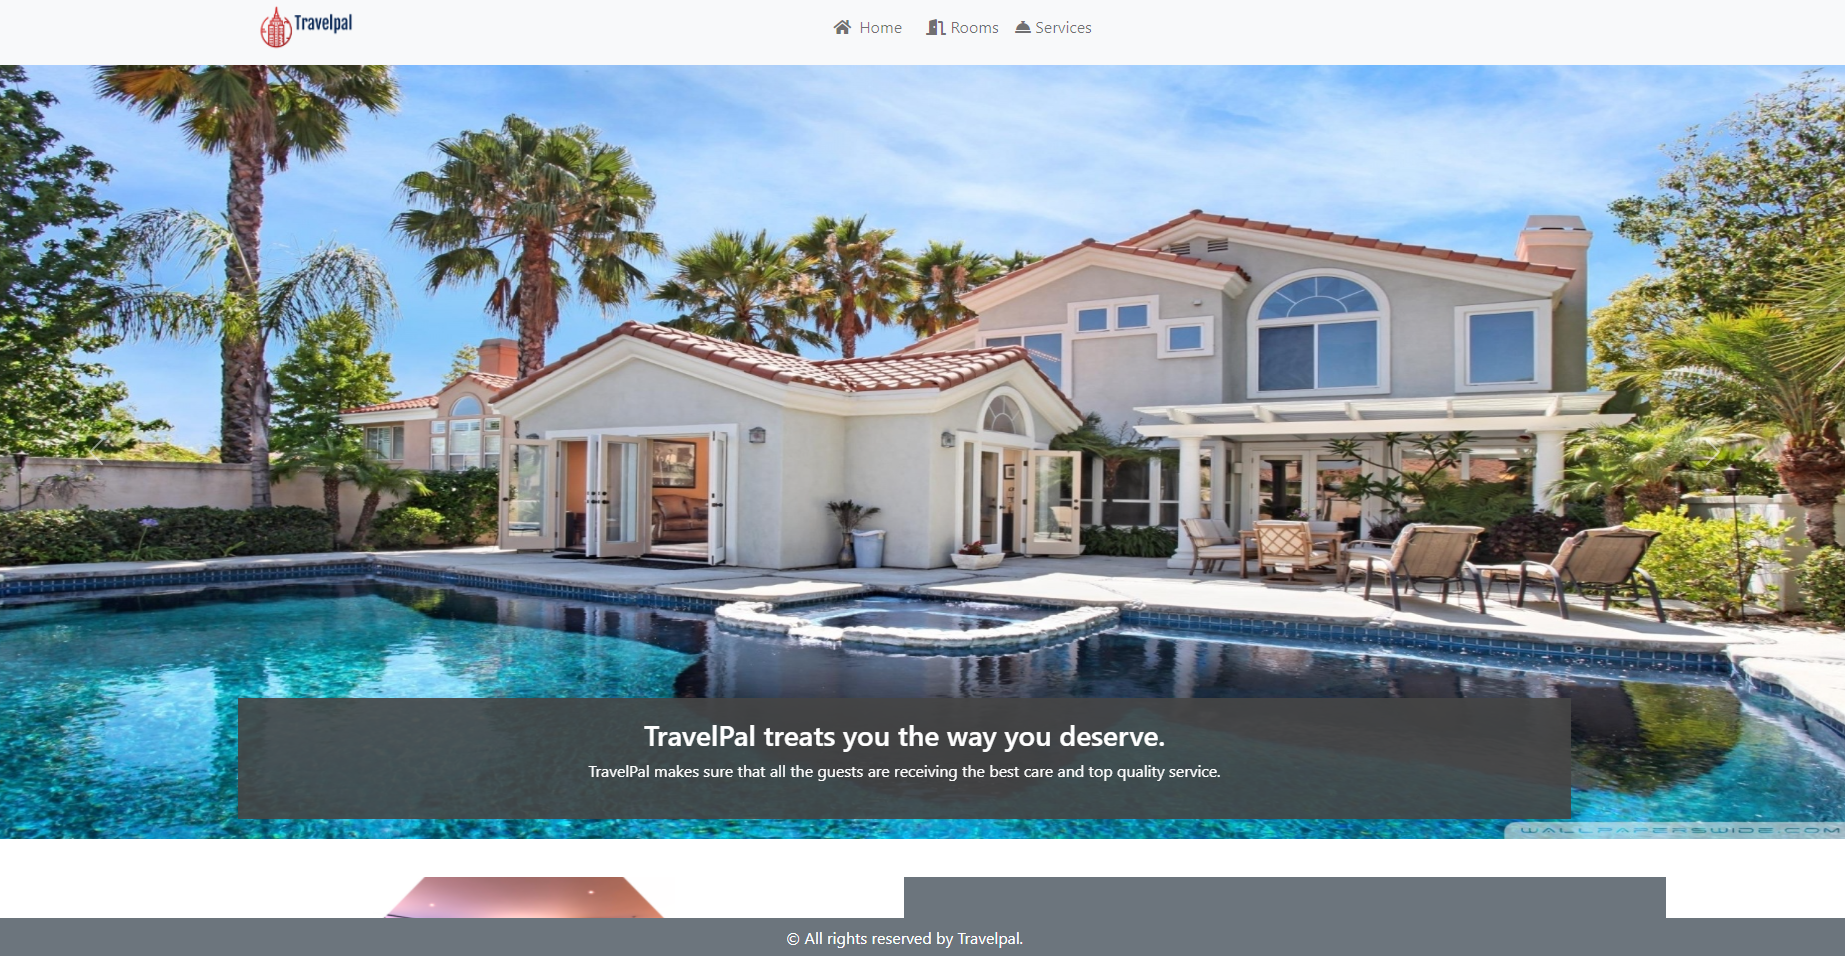 Travelpal
Home Rooms Services
TravelPal treats you the way you deserve.
TravelPal makes sure that all the guests are receiving the best care and top quality service.
WALLPAPERSWIDE.COM
© All rights reserved by Travelpal.